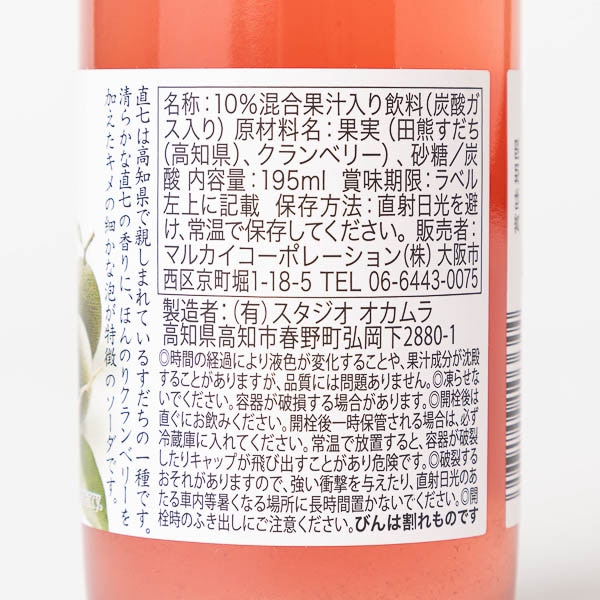 直七は高知県で親しまれているすだちの一種です。
清らかな直七の香りに、ほんのりクランベリーを
加えたキメの細かな泡が特徴のソーダです。
名称：10%混合果汁入り飲料（炭酸ガ
ス入り）原材料名：果実（田熊すだち
(高知県)、クランベリー）、砂糖／炭
酸 内容量：195ml 賞味期限：ラベル
左上に記載 保存方法：直射日光を避
け、常温で保存してください。販売者：
マルカイコーポレーション(株) 大阪市
西区京町堀1-18-5 TEL 06-6443-0075
製造者：（有）スタジオ オカムラ
高知県高知市春野町弘岡下2880-1
◎時間の経過により液色が変化することや、果汁成分が沈殿
することがありますが、品質には問題ありません。◎凍らせな
いでください。容器が破損する場合があります。◎開栓後は
直ぐにお飲みください。開栓後一時保管される場合は、必ず
冷蔵庫に入れてください。常温で放置すると、容器が破裂
したりキャップが飛び出すことがあり危険です。◎破裂する
おそれがありますので、強い衝撃を与えたり、直射日光のあ
たる車内等暑くなる場所に長時間置かないでください。◎開
栓時のふき出しにご注意ください。びんは割れものです
賞味期限